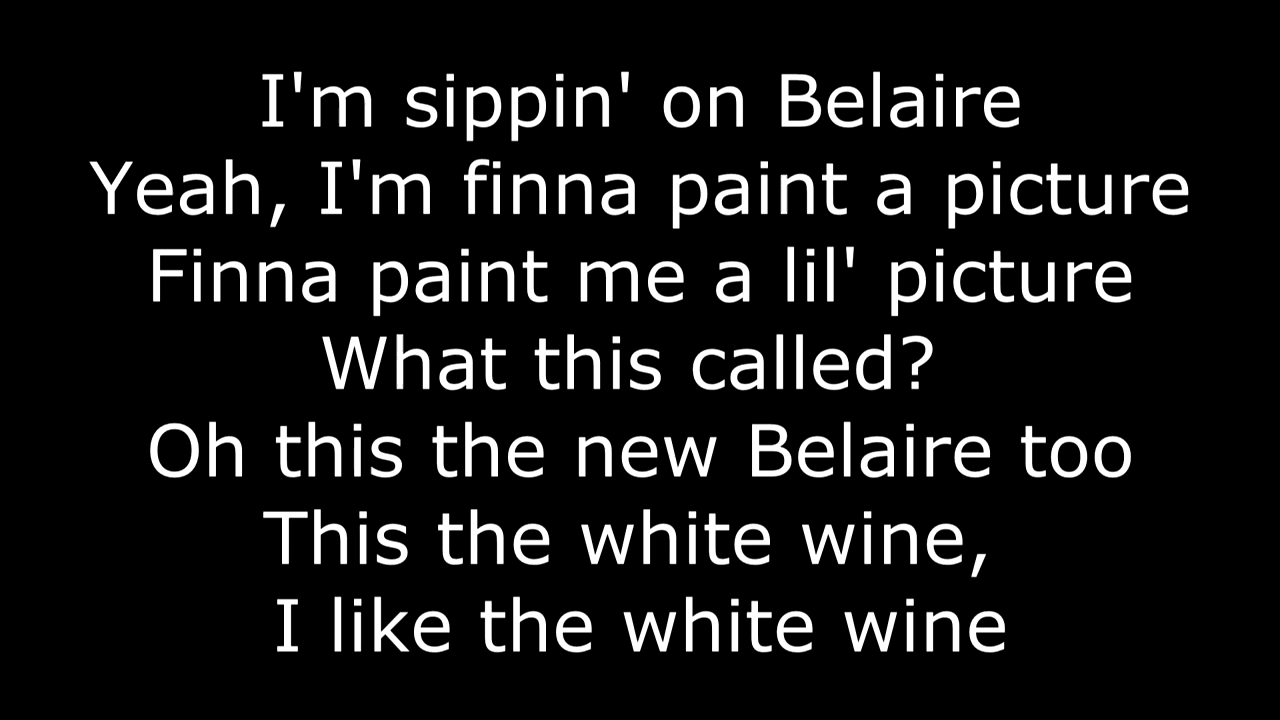 I'm sippin' on Belaire
Yeah, I'm finna paint a picture
Finna paint me a lil' picture
What this called?
Oh this the new Belaire too
This the white wine,
I like the white wine